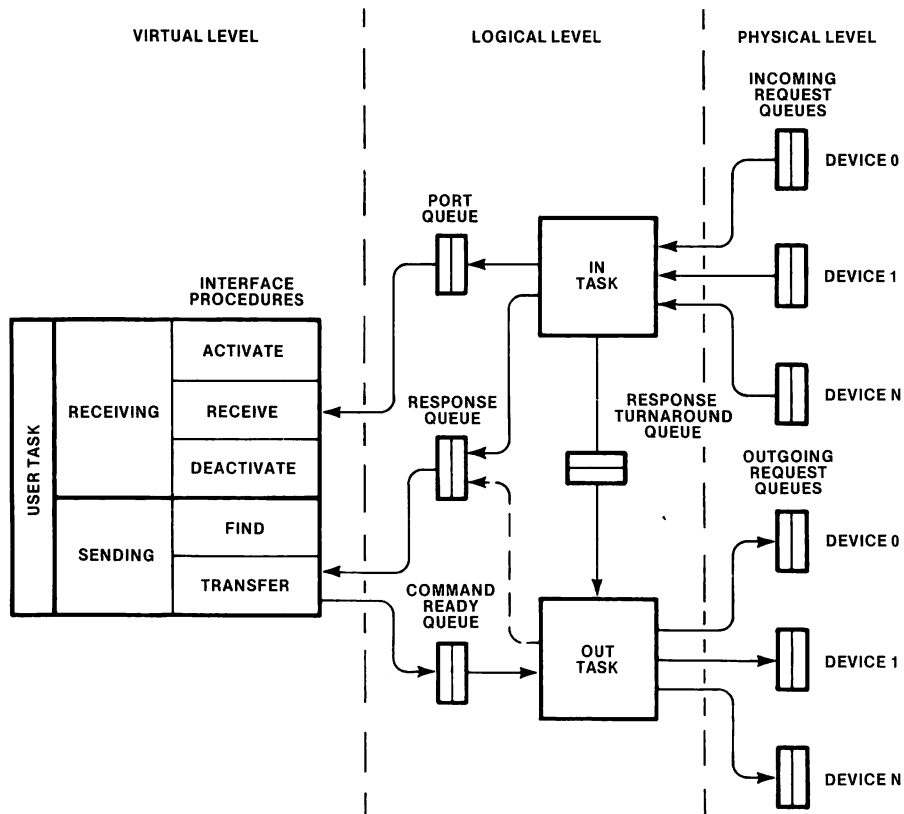 VIRTUAL LEVEL
LOGICAL LEVEL
PHYSICAL LEVEL
INCOMING
REQUEST
QUEUES
DEVICE 0
PORT
QUEUE
IN
TASK
DEVICE 1
INTERFACE
PROCEDURES
USER TASK
RECEIVING
ACTIVATE
RECEIVE
DEACTIVATE
SENDING
FIND
TRANSFER
RESPONSE
QUEUE
RESPONSE
TURNAROUND
QUEUE
DEVICE N
OUTGOING
REQUEST
QUEUES
DEVICE 0
COMMAND
READY
QUEUE
OUT
TASK
DEVICE 1
DEVICE N